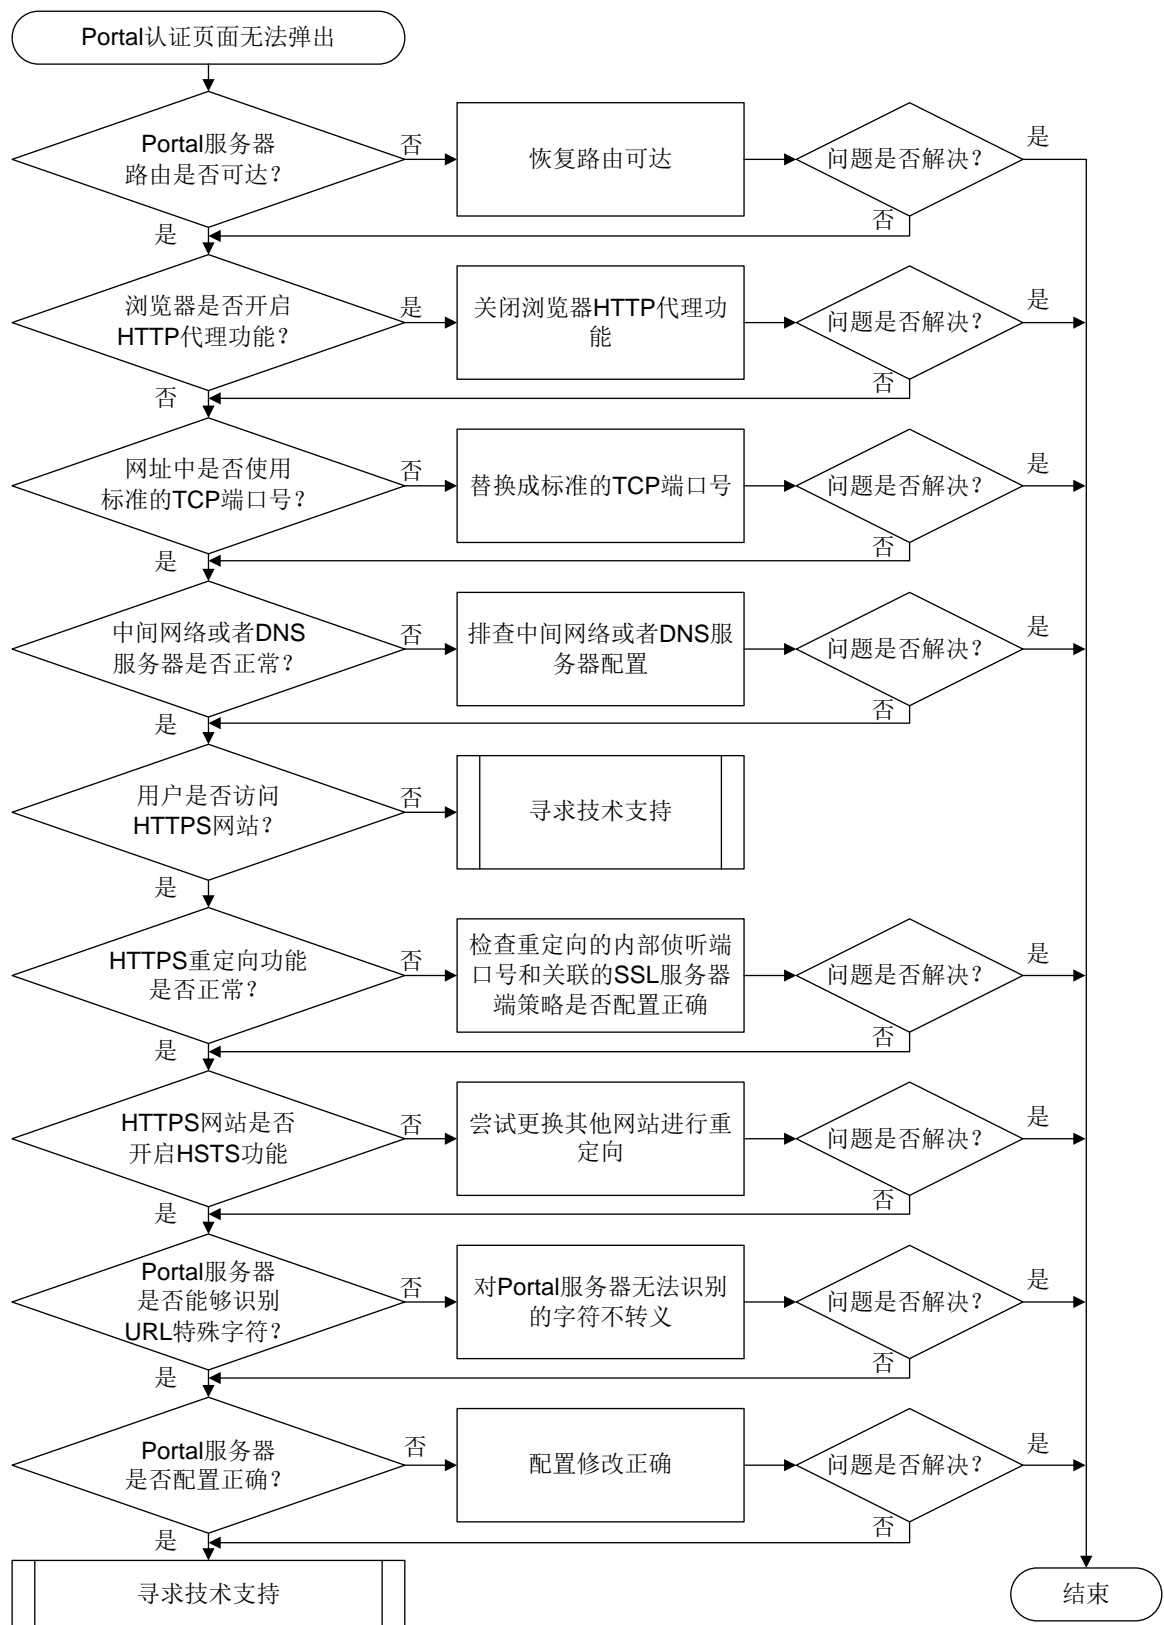 Portal认证页面无法弹出
Portal服务器
路由是否可达?
否
恢复路由可达
问题是否解决?
是
否
是
浏览器是否开启
HTTP代理功能?
是
关闭浏览器HTTP代理功
能
问题是否解决?
是
否
否
网址中是否使用
标准的TCP端口号?
否
替换成标准的TCP端口号
问题是否解决?
是
否
是
中间网络或者DNS
服务器是否正常?
否
排查中间网络或者DNS服
务器配置
问题是否解决?
是
否
是
用户是否访问
HTTPS网站?
否
寻求技术支持
是
HTTPS重定向功能
是否正常?
否
检查重定向的内部侦听端
口号和关联的SSL服务器
端策略是否配置正确
问题是否解决?
是
否
是
HTTPS网站是否
开启HSTS功能
否
尝试更换其他网站进行重
定向
问题是否解决?
是
否
是
Portal服务器
是否能够识别
URL特殊字符?
否
对Portal服务器无法识别
的字符不转义
问题是否解决?
是
否
是
Portal服务器
是否配置正确?
否
配置修改正确
问题是否解决?
是
否
是
寻求技术支持
结束